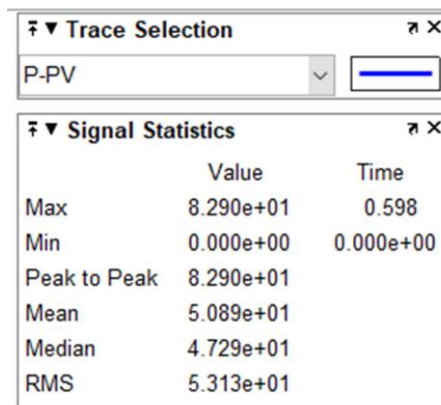 Trace Selection
P-PV
Signal Statistics
Value Time
Max 8.290e+01 0.598
Min 0.000e+00 0.000e+00
Peak to Peak 8.290e+01
Mean 5.089e+01
Median 4.729e+01
RMS 5.313e+01